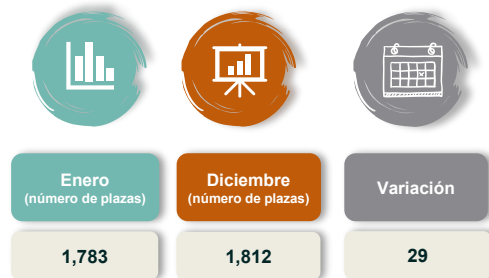 Enero
(número de plazas)
Diciembre
(número de plazas)
Variación
1,783
1,812
29